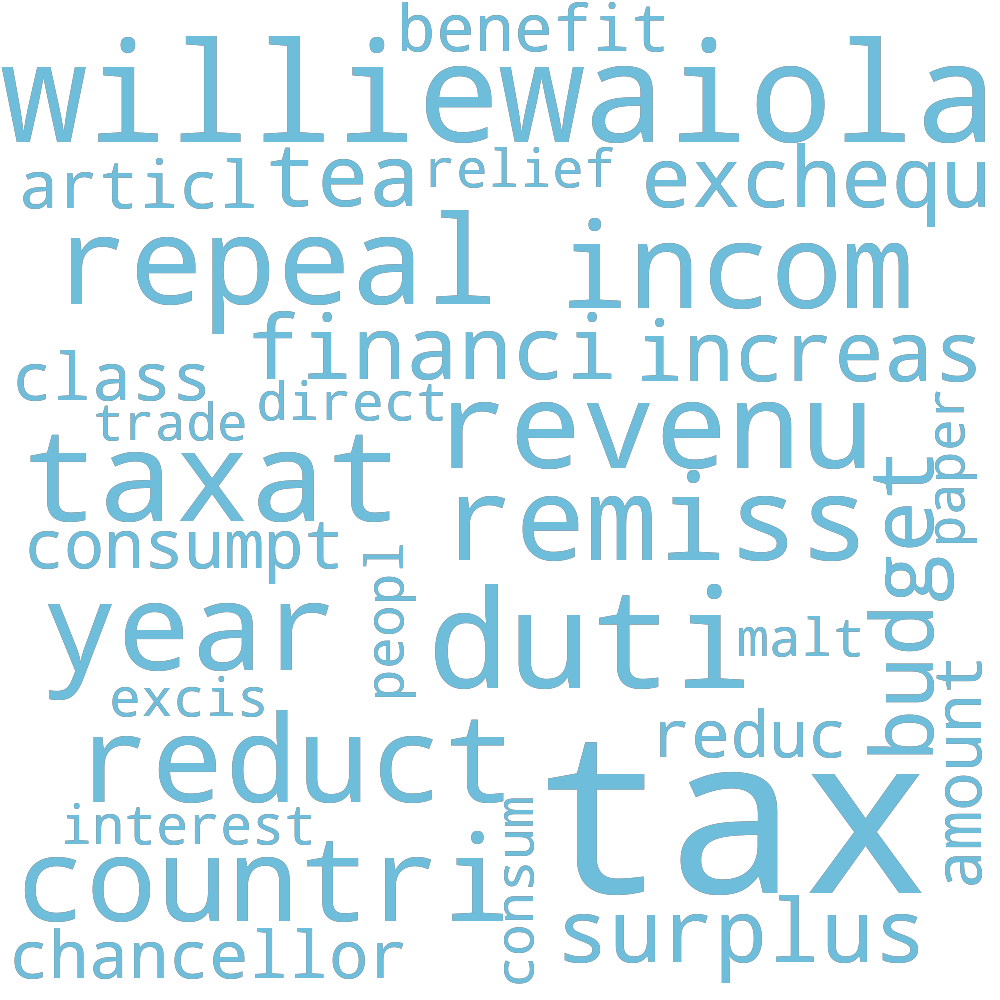 benefit
williewaiola
articl tea relief exchequ
repeal incom
financi increas
class
direct
trade
revenu
paper
taxat
remiss
budget
consumpt
peopl
year
duti
malt
excis
amount
reduct
reduc
tax
interest
consum
countri
surplus
chancellor